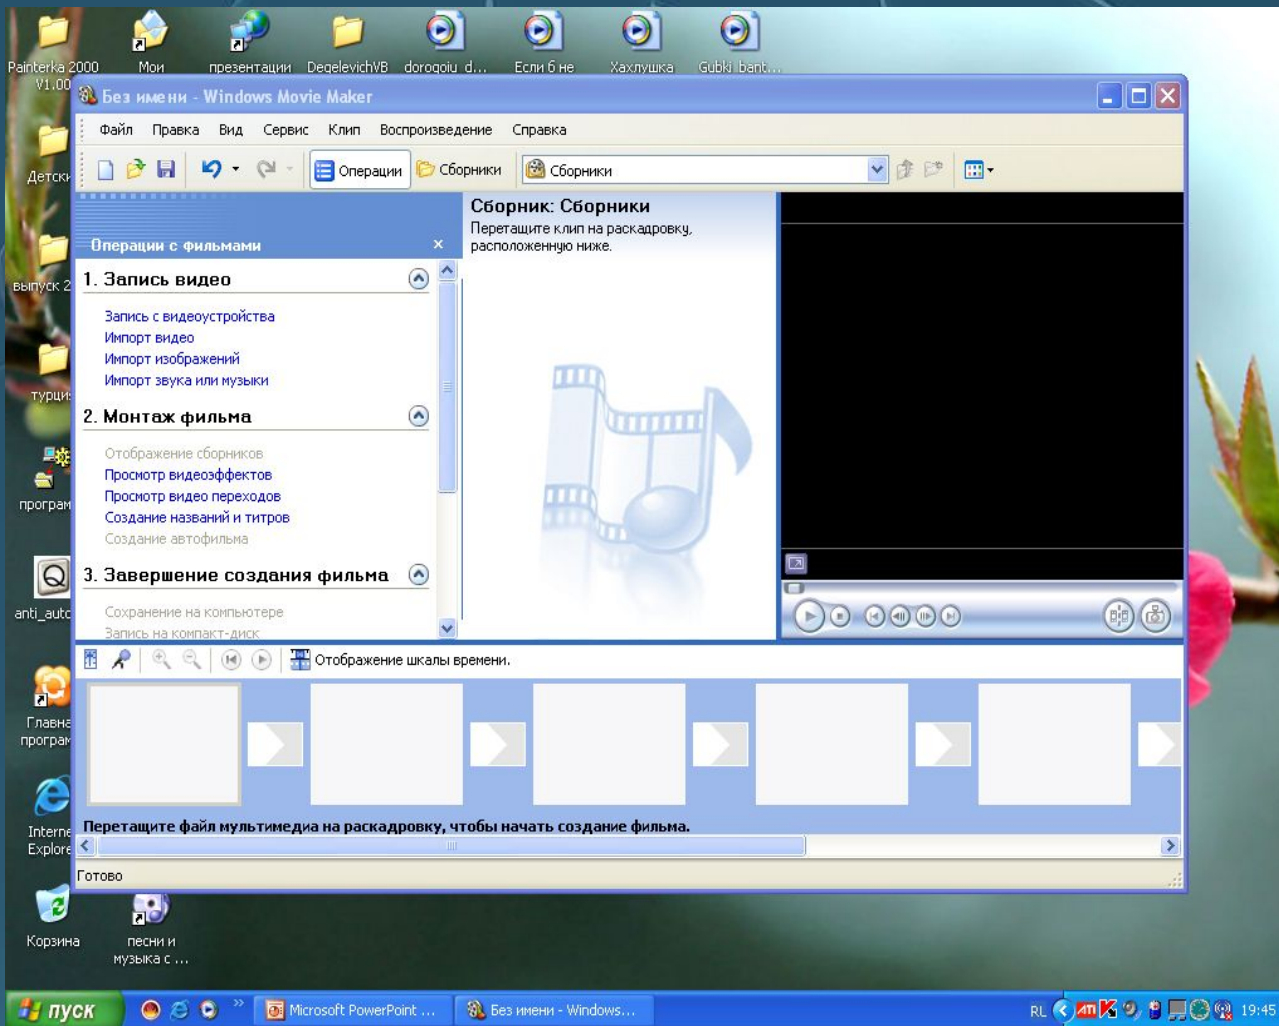 Painterka 2000
V1.00
Мои
презентации
DegelevichVB
dorogoiu d...
Если б не
Хахлушка
Gubki bant...
Без имени - Windows Movie Maker
Файл Правка Вид Сервис Клип Воспроизведение Справка
Операции Сборники Сборники
Детски
выпуск 2
турци
програм
anti_auto
Главна
програм
Interne
Explore
Корзина
песни и
музыка с ...
Операции с фильмами
1. Запись видео
Запись с видеоустройства
Импорт видео
Импорт изображений
Импорт звука или музыки
2. Монтаж фильма
Отображение сборников
Просмотр видеоэффектов
Просмотр видео переходов
Создание названий и титров
Создание автофильма
3. Завершение создания фильма
Сохранение на компьютере
Запись на компакт-диск
Сборник: Сборники
Перетащите клип на раскадровку,
расположенную ниже.
Отображение шкалы времени.
Перетащите файл мультимедиа на раскадровку, чтобы начать создание фильма.
Готово
пуск
Microsoft PowerPoint ...
Без имени - Windows...
RL
ATI
19:45